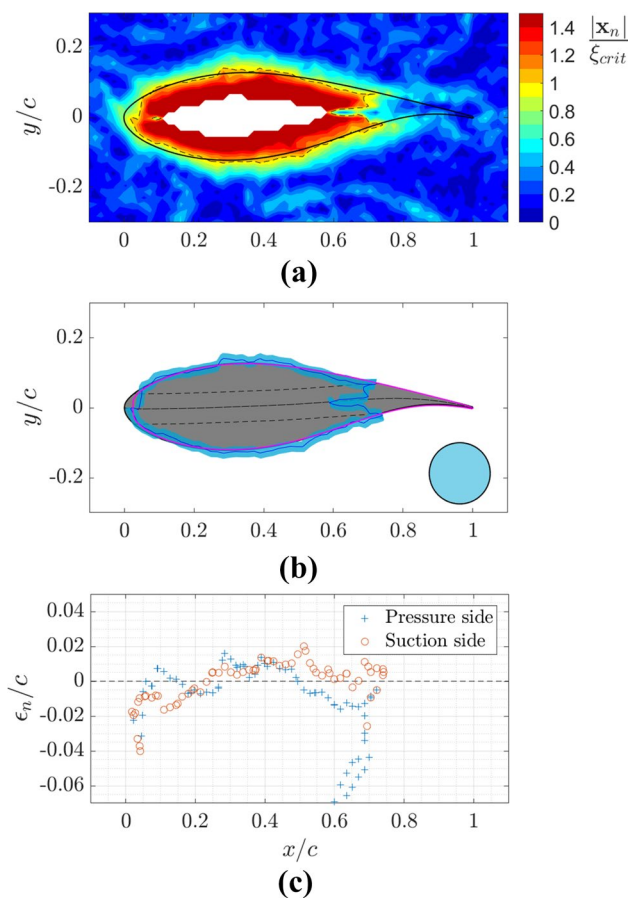 0.2
0
-0.2
y/c
0 0.2 0.4 0.6 0.8 1
1.4
1.2
1
0.8
0.6
0.4
0.2
0
|x_n|
ξ_crit
(a)
0.2
0
-0.2
y/c
0 0.2 0.4 0.6 0.8 1
(b)
0.04
0.02
0
-0.02
-0.04
-0.06
ϵ_n/c
Pressure side
Suction side
0 0.2 0.4 0.6 0.8 1
x/c
(c)